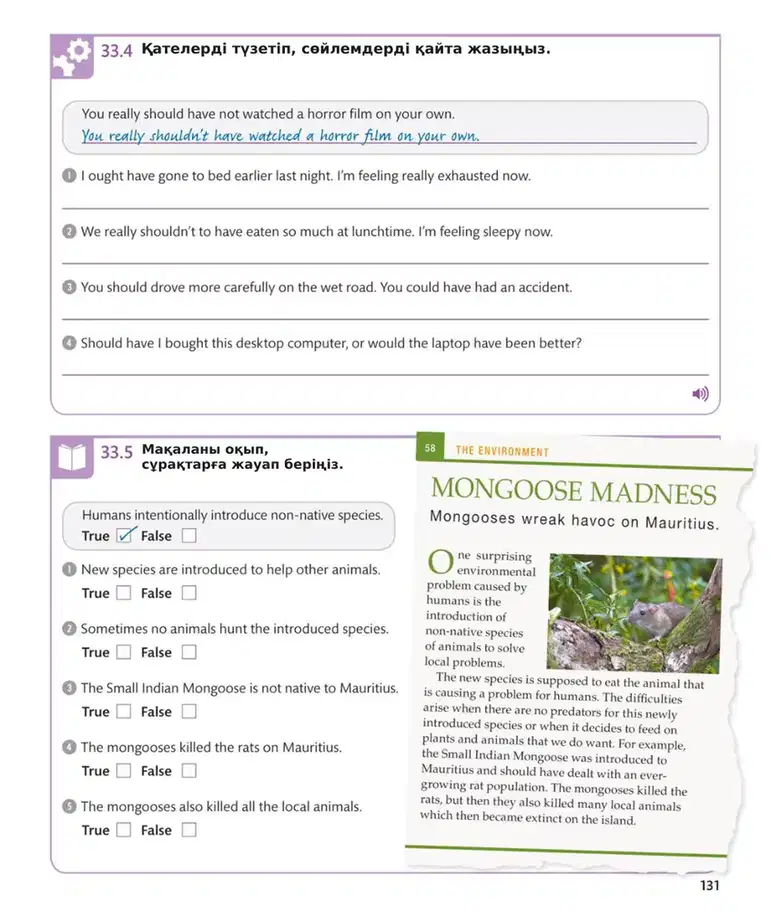 33.4 Қателерді түзетіп, сөйлемдерді қайта жазыңыз.
You really should have not watched a horror film on your own.
You really shouldn't have watched a horror film on your own.
1 I ought have gone to bed earlier last night. I'm feeling really exhausted now.
2 We really shouldn't to have eaten so much at lunchtime. I'm feeling sleepy now.
3 You should drove more carefully on the wet road. You could have had an accident.
4 Should have I bought this desktop computer, or would the laptop have been better?
33.5 Мақаланы оқып,
сұрақтарға жауап беріңіз.
Humans intentionally introduce non-native species.
True False
1 New species are introduced to help other animals.
True False
2 Sometimes no animals hunt the introduced species.
True False
3 The Small Indian Mongoose is not native to Mauritius.
True False
4 The mongooses killed the rats on Mauritius.
True False
5 The mongooses also killed all the local animals.
True False
58 THE ENVIRONMENT
MONGOOSE MADNESS
Mongooses wreak havoc on Mauritius.
One surprising
environmental
problem caused by
humans is the
introduction of
non-native species
of animals to solve
local problems.
The new species is supposed to eat the animal that
is causing a problem for humans. The difficulties
arise when there are no predators for this newly
introduced species or when it decides to feed on
plants and animals that we do want. For example,
the Small Indian Mongoose was introduced to
Mauritius and should have dealt with an ever-
growing rat population. The mongooses killed the
rats, but then they also killed many local animals
which then became extinct on the island.
131